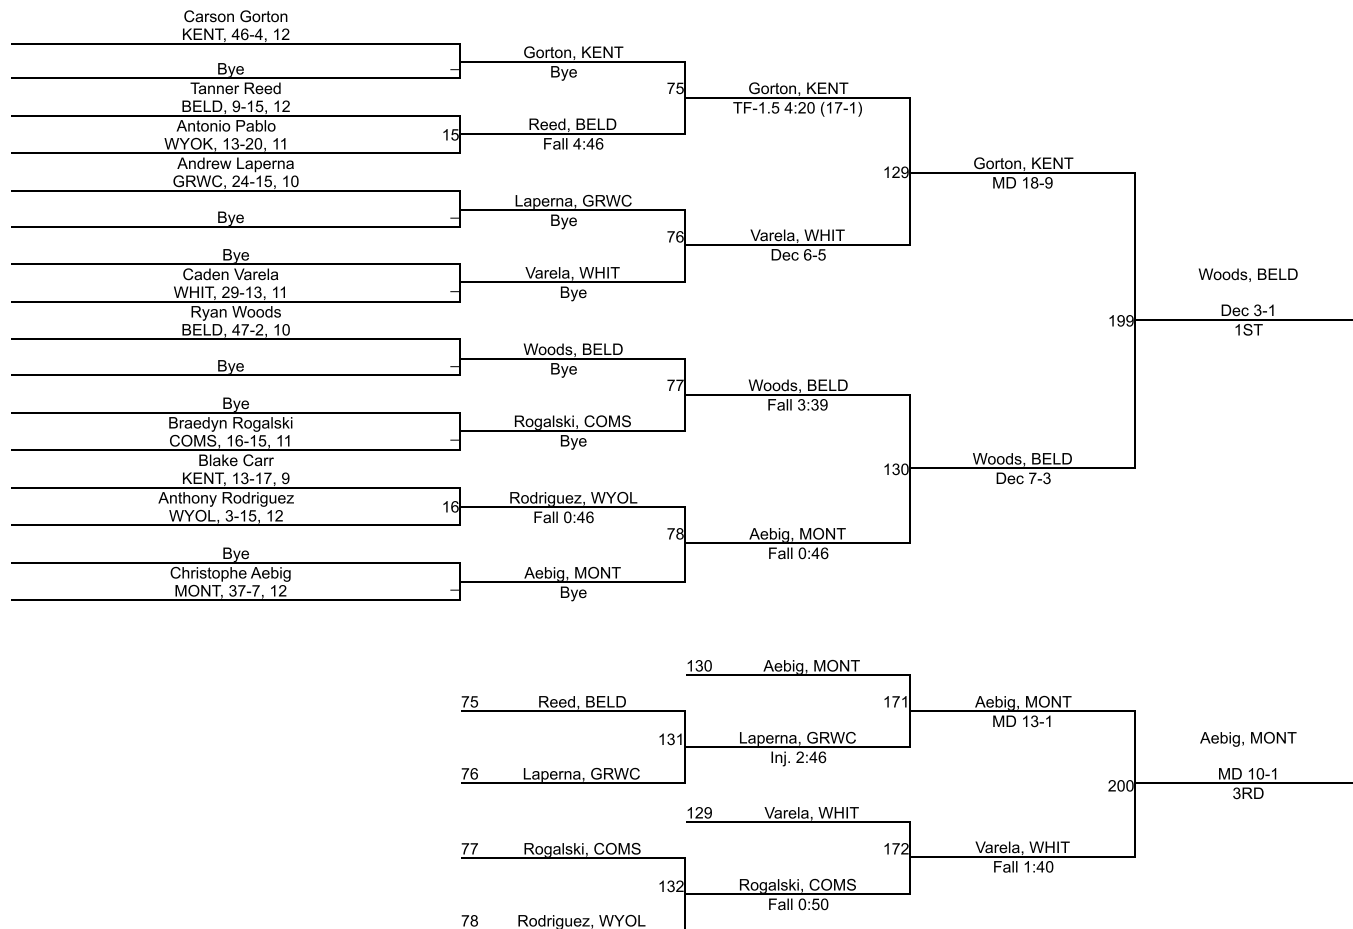 Carson Gorton
KENT, 46-4, 12
Bye
Tanner Reed
BELD, 9-15, 12
Antonio Pablo
WYOK, 13-20, 11
Andrew Laperna
GRWC, 24-15, 10
Bye
Bye
Caden Varela
WHIT, 29-13, 11
Ryan Woods
BELD, 47-2, 10
Bye
Bye
Braedyn Rogalski
COMS, 16-15, 11
Blake Carr
KENT, 13-17, 9
Anthony Rodriguez
WYOL, 3-15, 12
Bye
Christophe Aebig
MONT, 37-7, 12
15
16
Gorton, KENT
Bye
Reed, BELD
Fall 4:46
Laperna, GRWC
Bye
Varela, WHIT
Bye
Woods, BELD
Bye
Rogalski, COMS
Bye
Rodriguez, WYOL
Fall 0:46
Aebig, MONT
Bye
75
76
77
78
Gorton, KENT
TF-1.5 4:20 (17-1)
Varela, WHIT
Dec 6-5
Woods, BELD
Fall 3:39
Aebig, MONT
Fall 0:46
129
130
Gorton, KENT
MD 18-9
Woods, BELD
Dec 7-3
199
Woods, BELD
Dec 3-1
1ST
75 Reed, BELD
76 Laperna, GRWC
77 Rogalski, COMS
78 Rodriguez, WYOL
131
132
130 Aebig, MONT
Laperna, GRWC
Inj. 2:46
129 Varela, WHIT
Rogalski, COMS
Fall 0:50
171
172
Aebig, MONT
MD 13-1
Varela, WHIT
Fall 1:40
200
Aebig, MONT
MD 10-1
3RD